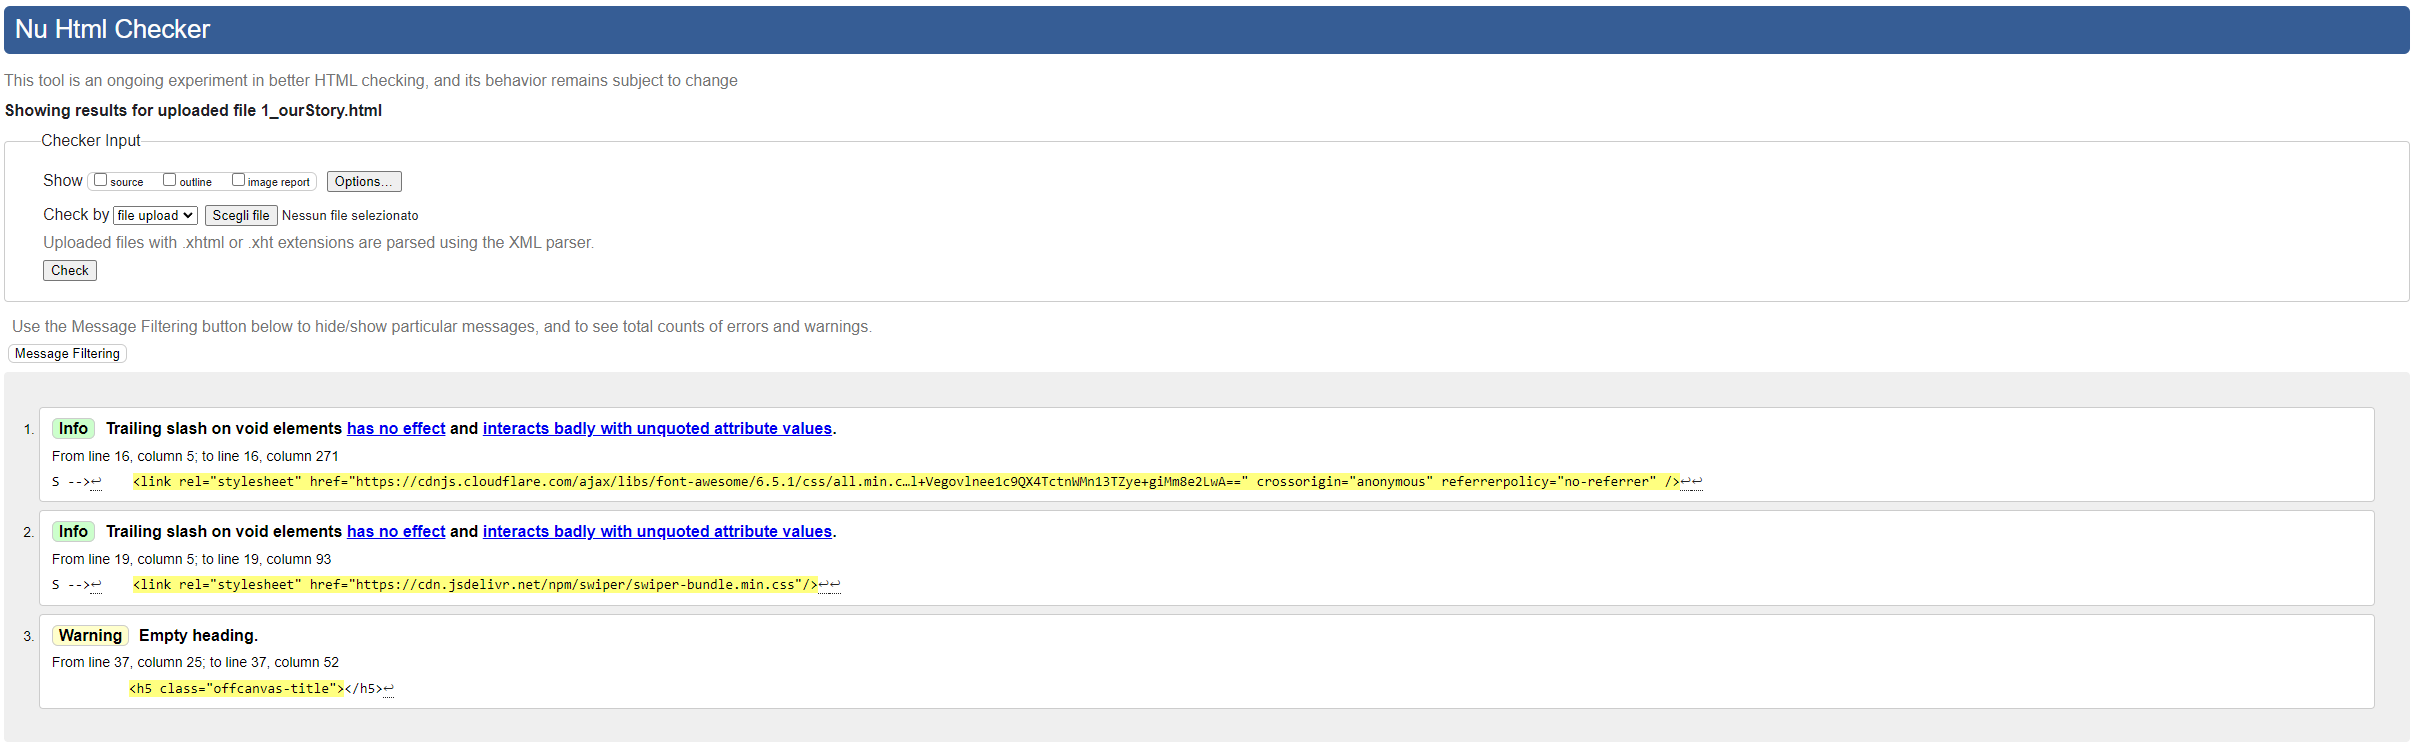 Nu Html Checker
This tool is an ongoing experiment in better HTML checking, and its behavior remains subject to change
Showing results for uploaded file 1_ourStory.html
Checker Input
Show source outline image report Options...
Check by file upload Scegli file Nessun file selezionato
Uploaded files with .xhtml or .xht extensions are parsed using the XML parser.
Check
Use the Message Filtering button below to hide/show particular messages, and to see total counts of errors and warnings.
Message Filtering
1. Info Trailing slash on void elements has no effect and interacts badly with unquoted attribute values.
From line 16, column 5; to line 16, column 271
S -->↩ <link rel="stylesheet" href="https://cdnjs.cloudflare.com/ajax/libs/font-awesome/6.5.1/css/all.min.c…l+Vegovlnee1c9QX4TctnWMn13TZye+giMm8e2LwA==" crossorigin="anonymous" referrerpolicy="no-referrer" />↩↩
2. Info Trailing slash on void elements has no effect and interacts badly with unquoted attribute values.
From line 19, column 5; to line 19, column 93
S -->↩ <link rel="stylesheet" href="https://cdn.jsdelivr.net/npm/swiper/swiper-bundle.min.css"/>↩↩
3. Warning Empty heading.
From line 37, column 25; to line 37, column 52
<h5 class="offcanvas-title"></h5>↩